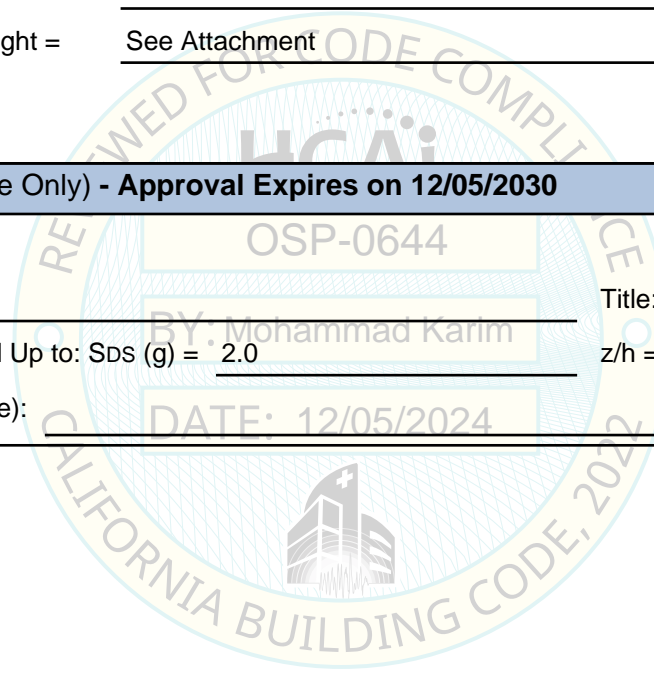 ght = See Attachment
REVIEWED FOR CODE COMPLIANCE
HCAi
e Only) - Approval Expires on 12/05/2030
OSP-0644
Title:
BY: Mohammad Karim
l Up to: SDS (g) = 2.0 z/h =
e):
DATE: 12/05/2024
CALIFORNIA BUILDING CODE, 2022